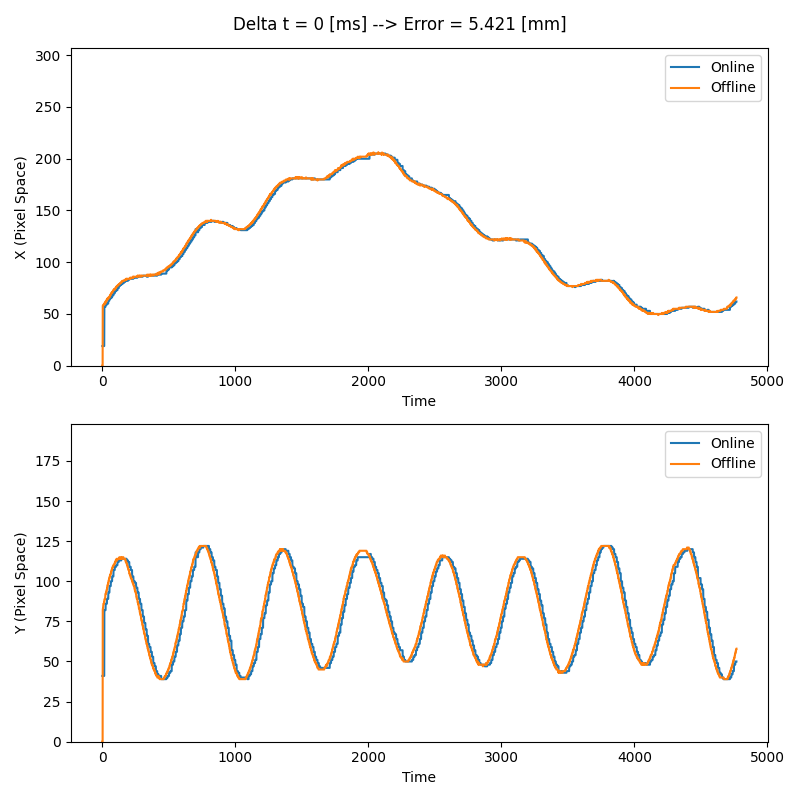 Delta t = 0 [ms] --> Error = 5.421 [mm]
300
250
200
150
100
50
0
X (Pixel Space)
Online
Offline
0 1000 2000 3000 4000 5000
Time
175
150
125
100
75
50
25
0
Y (Pixel Space)
Online
Offline
0 1000 2000 3000 4000 5000
Time